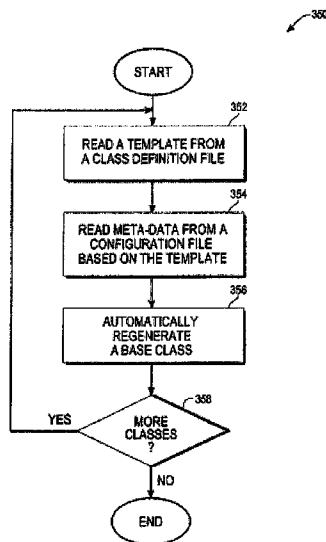 350
START
352
READ A TEMPLATE FROM
A CLASS DEFINITION FILE
354
READ META-DATA FROM A
CONFIGURATION FILE
BASED ON THE TEMPLATE
356
AUTOMATICALLY
REGENERATE
A BASE CLASS
358
YES
MORE
CLASSES
?
NO
END